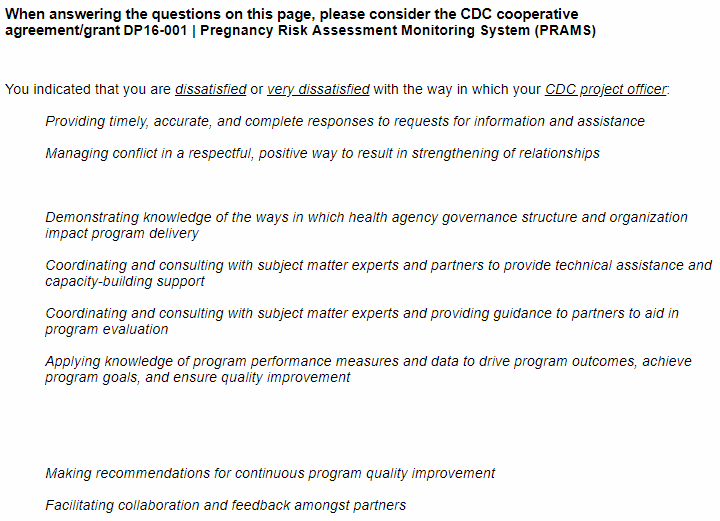 When answering the questions on this page, please consider the CDC cooperative
agreement/grant DP16-001 | Pregnancy Risk Assessment Monitoring System (PRAMS)
You indicated that you are dissatisfied or very dissatisfied with the way in which your CDC project officer:
Providing timely, accurate, and complete responses to requests for information and assistance
Managing conflict in a respectful, positive way to result in strengthening of relationships
Demonstrating knowledge of the ways in which health agency governance structure and organization
impact program delivery
Coordinating and consulting with subject matter experts and partners to provide technical assistance and
capacity-building support
Coordinating and consulting with subject matter experts and providing guidance to partners to aid in
program evaluation
Applying knowledge of program performance measures and data to drive program outcomes, achieve
program goals, and ensure quality improvement
Making recommendations for continuous program quality improvement
Facilitating collaboration and feedback amongst partners